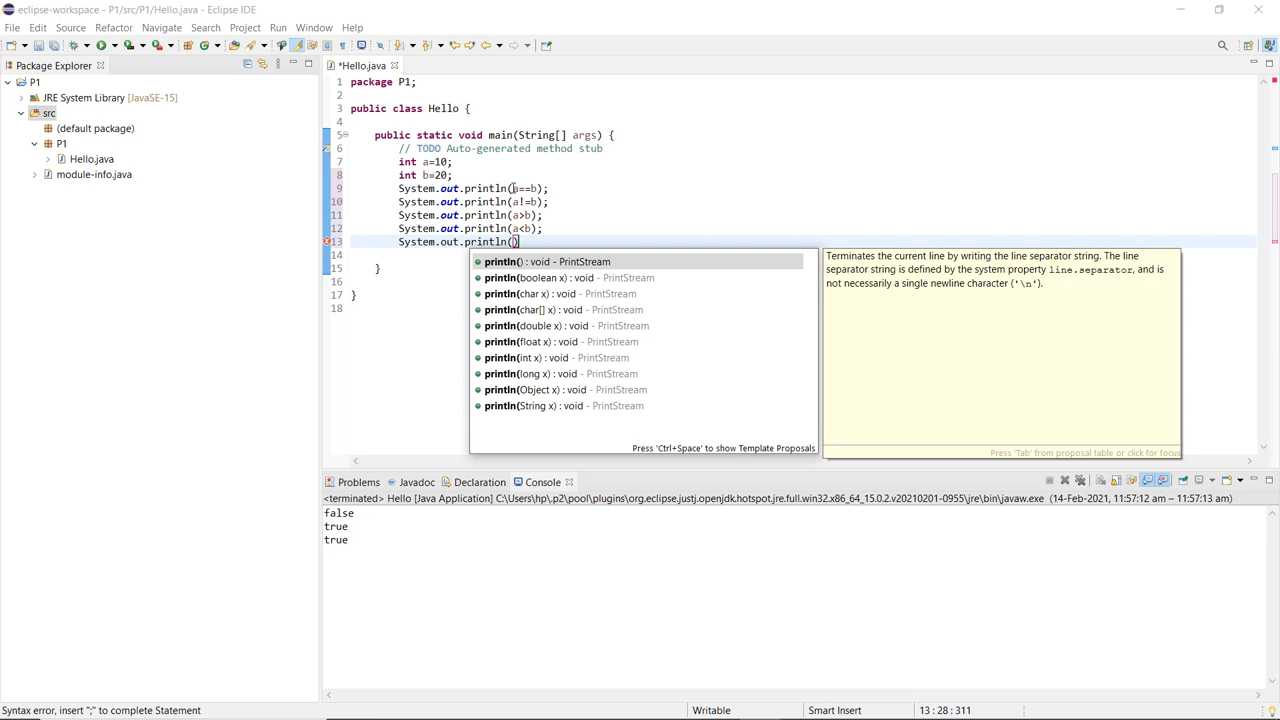 eclipse-workspace - P1/src/P1/Hello.java - Eclipse IDE
File Edit Source Refactor Navigate Search Project Run Window Help
Package Explorer
*Hello.java
P1
JRE System Library [JavaSE-15]
src
(default package)
P1
Hello.java
module-info.java
1 package P1;
2
3 public class Hello {
4
5 public static void main(String[] args) {
6 // TODO Auto-generated method stub
7 int a=10;
8 int b=20;
9 System.out.println(a==b);
10 System.out.println(a!=b);
11 System.out.println(a>b);
12 System.out.println(a<b);
13 System.out.println()
14
15 }
16
17 }
18
println() : void - PrintStream
println(boolean x) : void - PrintStream
println(char x) : void - PrintStream
println(char[] x) : void - PrintStream
println(double x) : void - PrintStream
println(float x) : void - PrintStream
println(int x) : void - PrintStream
println(long x) : void - PrintStream
println(Object x) : void - PrintStream
println(String x) : void - PrintStream
Press 'Ctrl+Space' to show Template Proposals
Terminates the current line by writing the line separator string. The line
separator string is defined by the system property line.separator, and is
not necessarily a single newline character ('\n').
Press 'Tab' from proposal table or click for focus
Problems Javadoc Declaration Console
<terminated> Hello [Java Application] C:\Users\hp\.p2\pool\plugins\org.eclipse.justj.openjdk.hotspot.jre.full.win32.x86_64_15.0.2.v20210201-0955\jre\bin\javaw.exe (14-Feb-2021, 11:57:12 am – 11:57:13 am)
false
true
true
Syntax error, insert ";" to complete Statement
Writable
Smart Insert
13 : 28 : 311